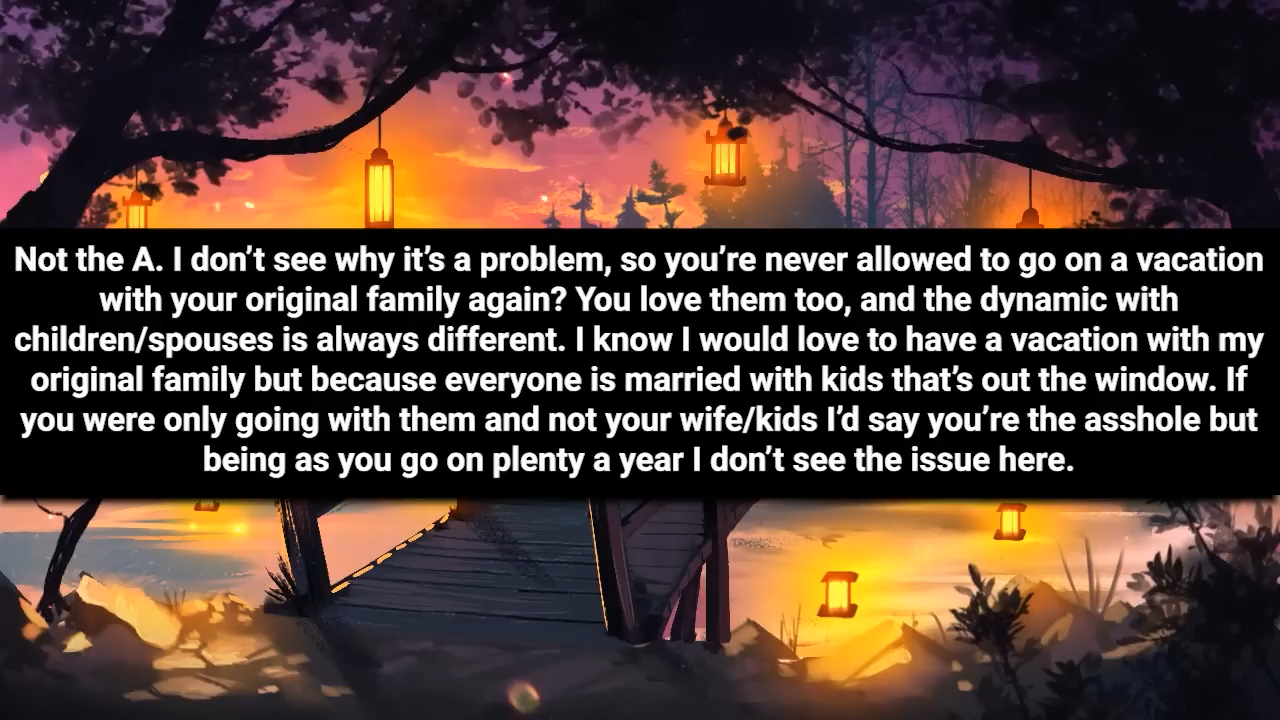 Not the A. I don’t see why it’s a problem, so you’re never allowed to go on a vacation
with your original family again? You love them too, and the dynamic with
children/spouses is always different. I know I would love to have a vacation with my
original family but because everyone is married with kids that’s out the window. If
you were only going with them and not your wife/kids I’d say you’re the asshole but
being as you go on plenty a year I don’t see the issue here.